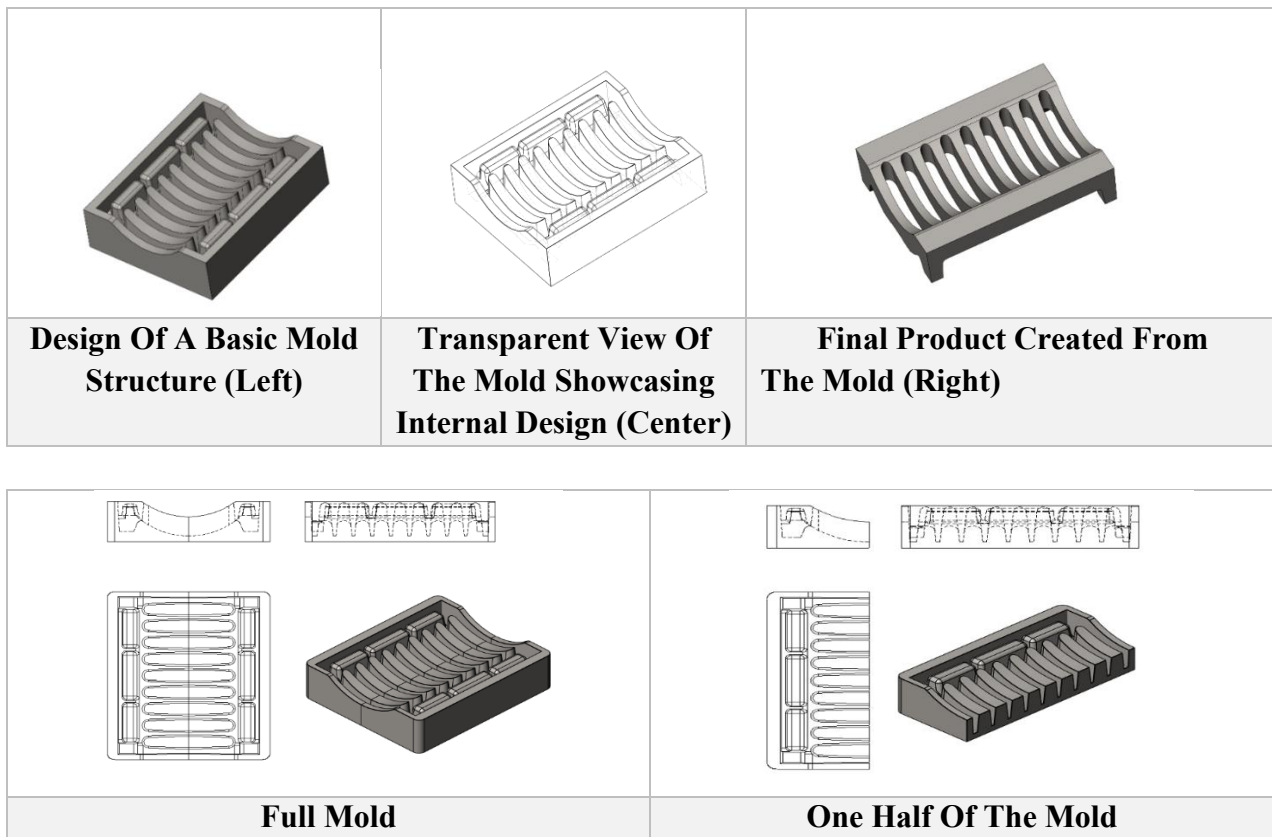 Design Of A Basic Mold
Structure (Left)
Transparent View Of
The Mold Showcasing
Internal Design (Center)
Final Product Created From
The Mold (Right)
Full Mold
One Half Of The Mold